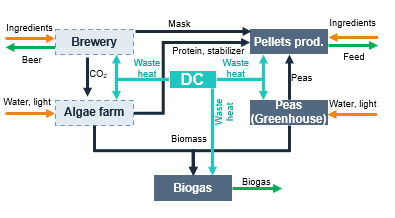 Ingredients
Mask
Ingredients
Brewery
Pellets prod.
Beer
Protein, stabilizer
Feed
CO2
Waste
heat
DC
Waste
heat
Peas
Water, light
Algae farm
Waste
heat
Peas
(Greenhouse)
Water, light
Biomass
Biogas
Biogas